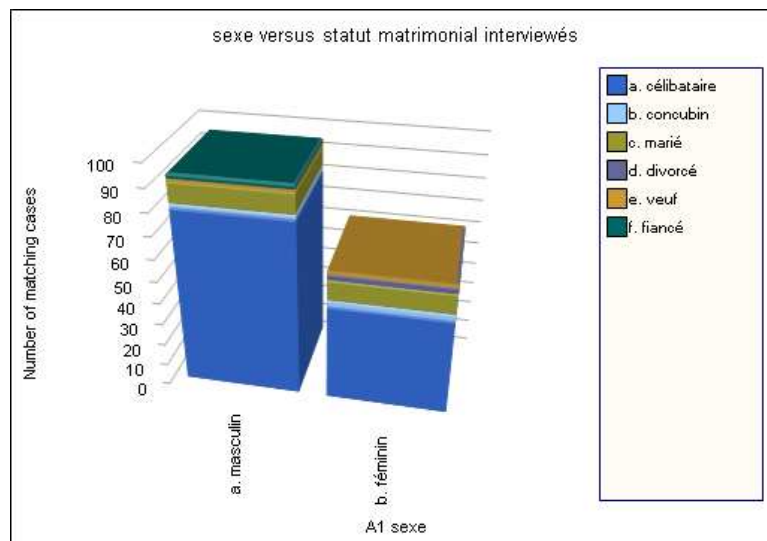 sexe versus statut matrimonial interviewés
Number of matching cases
100
90
80
70
60
50
40
30
20
10
0
a. masculin
b. féminin
A1 sexe
a. célibataire
b. concubin
c. marié
d. divorcé
e. veuf
f. fiancé